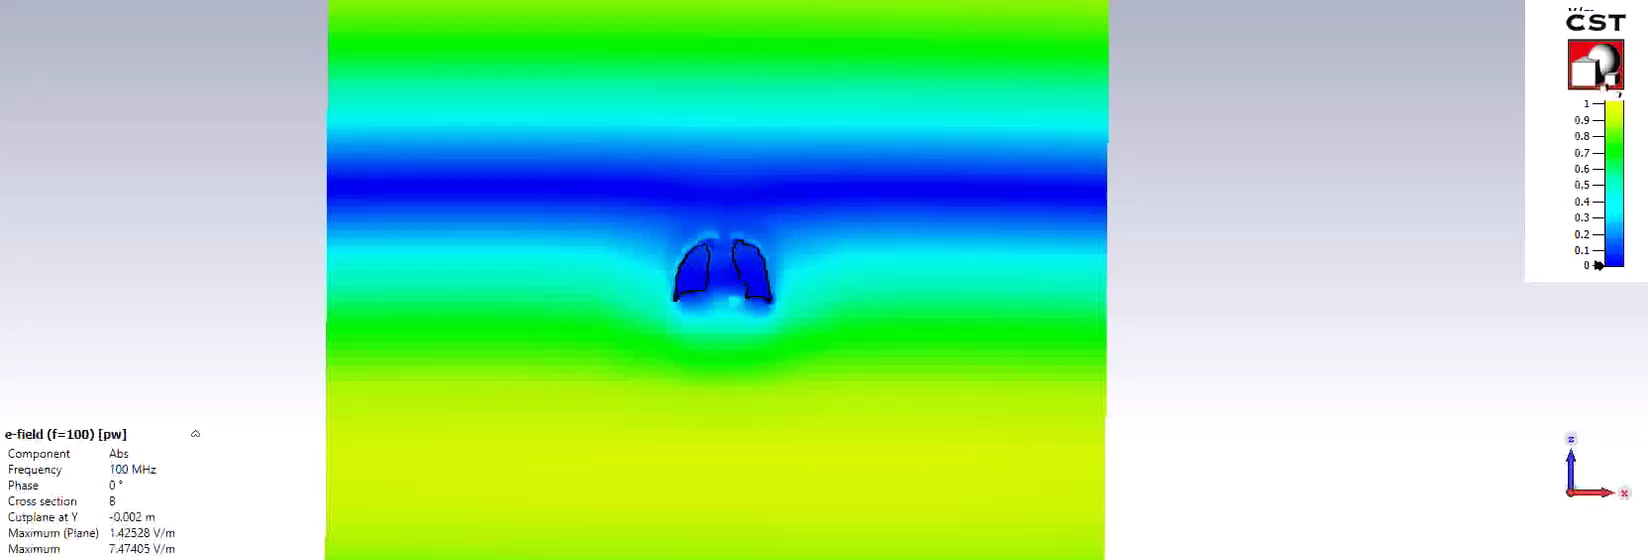 CST
1
0.9
0.8
0.7
0.6
0.5
0.4
0.3
0.2
0.1
0
e-field (f=100) [pw]
Component Abs
Frequency 100 MHz
Phase 0 °
Cross section B
Cutplane at Y -0.002 m
Maximum (Plane) 1.42528 V/m
Maximum 7.47405 V/m
z
x